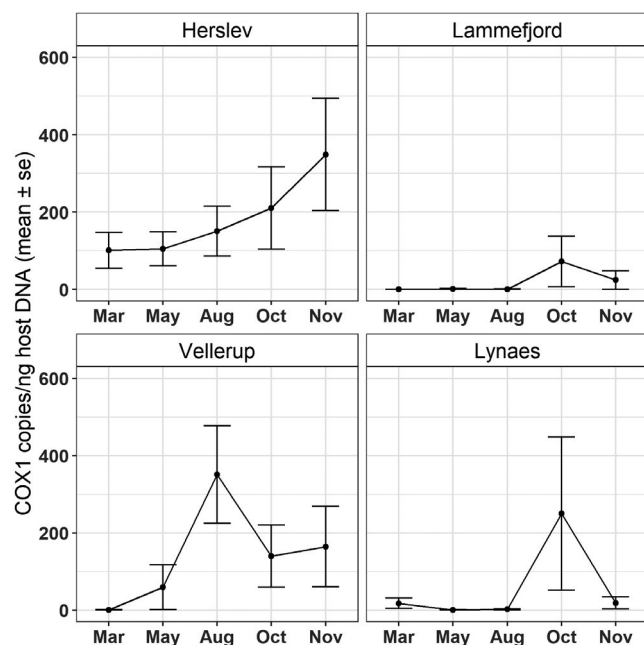 COX1 copies/ng host DNA (mean ± se)
Herslev
Lammefjord
600
400
200
0
Mar May Aug Oct Nov
Mar May Aug Oct Nov
Vellerup
Lynaes
600
400
200
0
Mar May Aug Oct Nov
Mar May Aug Oct Nov